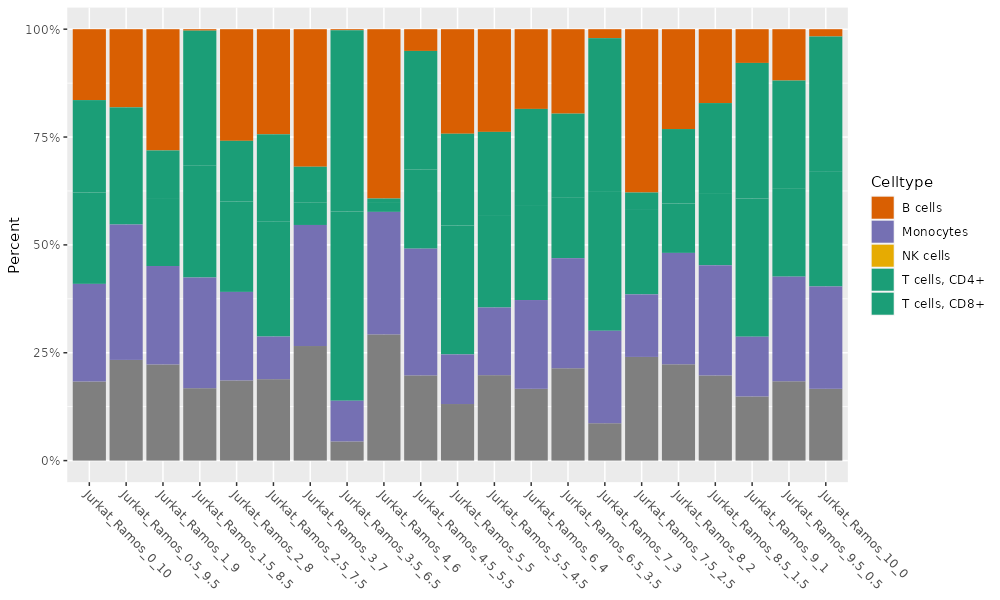 100%
75%
50%
25%
0%
Percent
Jurkat_Ramos_0_10
Jurkat_Ramos_0.5_9.5
Jurkat_Ramos_1_9
Jurkat_Ramos_1.5_8.5
Jurkat_Ramos_2_8
Jurkat_Ramos_2.5_7.5
Jurkat_Ramos_3_7
Jurkat_Ramos_3.5_6.5
Jurkat_Ramos_4_6
Jurkat_Ramos_4.5_5.5
Jurkat_Ramos_5_5
Jurkat_Ramos_5.5_4.5
Jurkat_Ramos_6_4
Jurkat_Ramos_6.5_3.5
Jurkat_Ramos_7_3
Jurkat_Ramos_7.5_2.5
Jurkat_Ramos_8_2
Jurkat_Ramos_8.5_1.5
Jurkat_Ramos_9_1
Jurkat_Ramos_9.5_0.5
Jurkat_Ramos_10_0
Celltype
B cells
Monocytes
NK cells
T cells, CD4+
T cells, CD8+